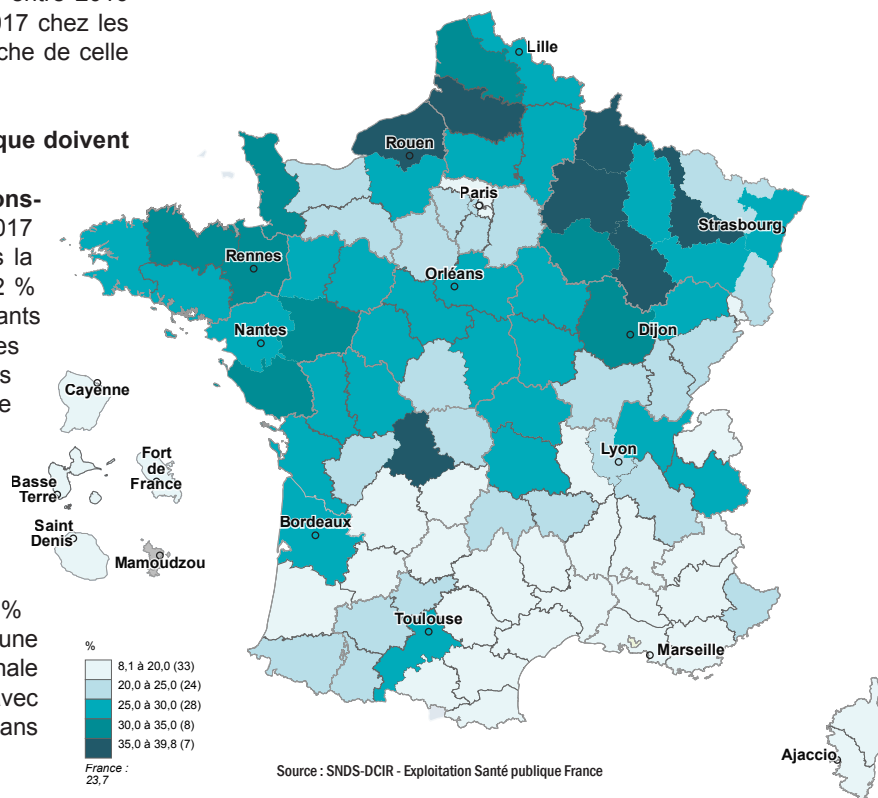 entre 2016
017 chez les
che de celle
que doivent
ons-
017
s la
2 %
ants
es
s
e
%
une
nale
avec
ans
Lille
Rouen
Paris
Strasbourg
Rennes
Orléans
Nantes
Dijon
Cayenne
Fort
de
France
Basse
Terre
Lyon
Saint
Denis
Bordeaux
Mamoudzou
Toulouse
Marseille
Ajaccio
%
8,1 à 20,0 (33)
20,0 à 25,0 (24)
25,0 à 30,0 (28)
30,0 à 35,0 (8)
35,0 à 39,8 (7)
France :
23,7
Source : SNDS-DCIR - Exploitation Santé publique France